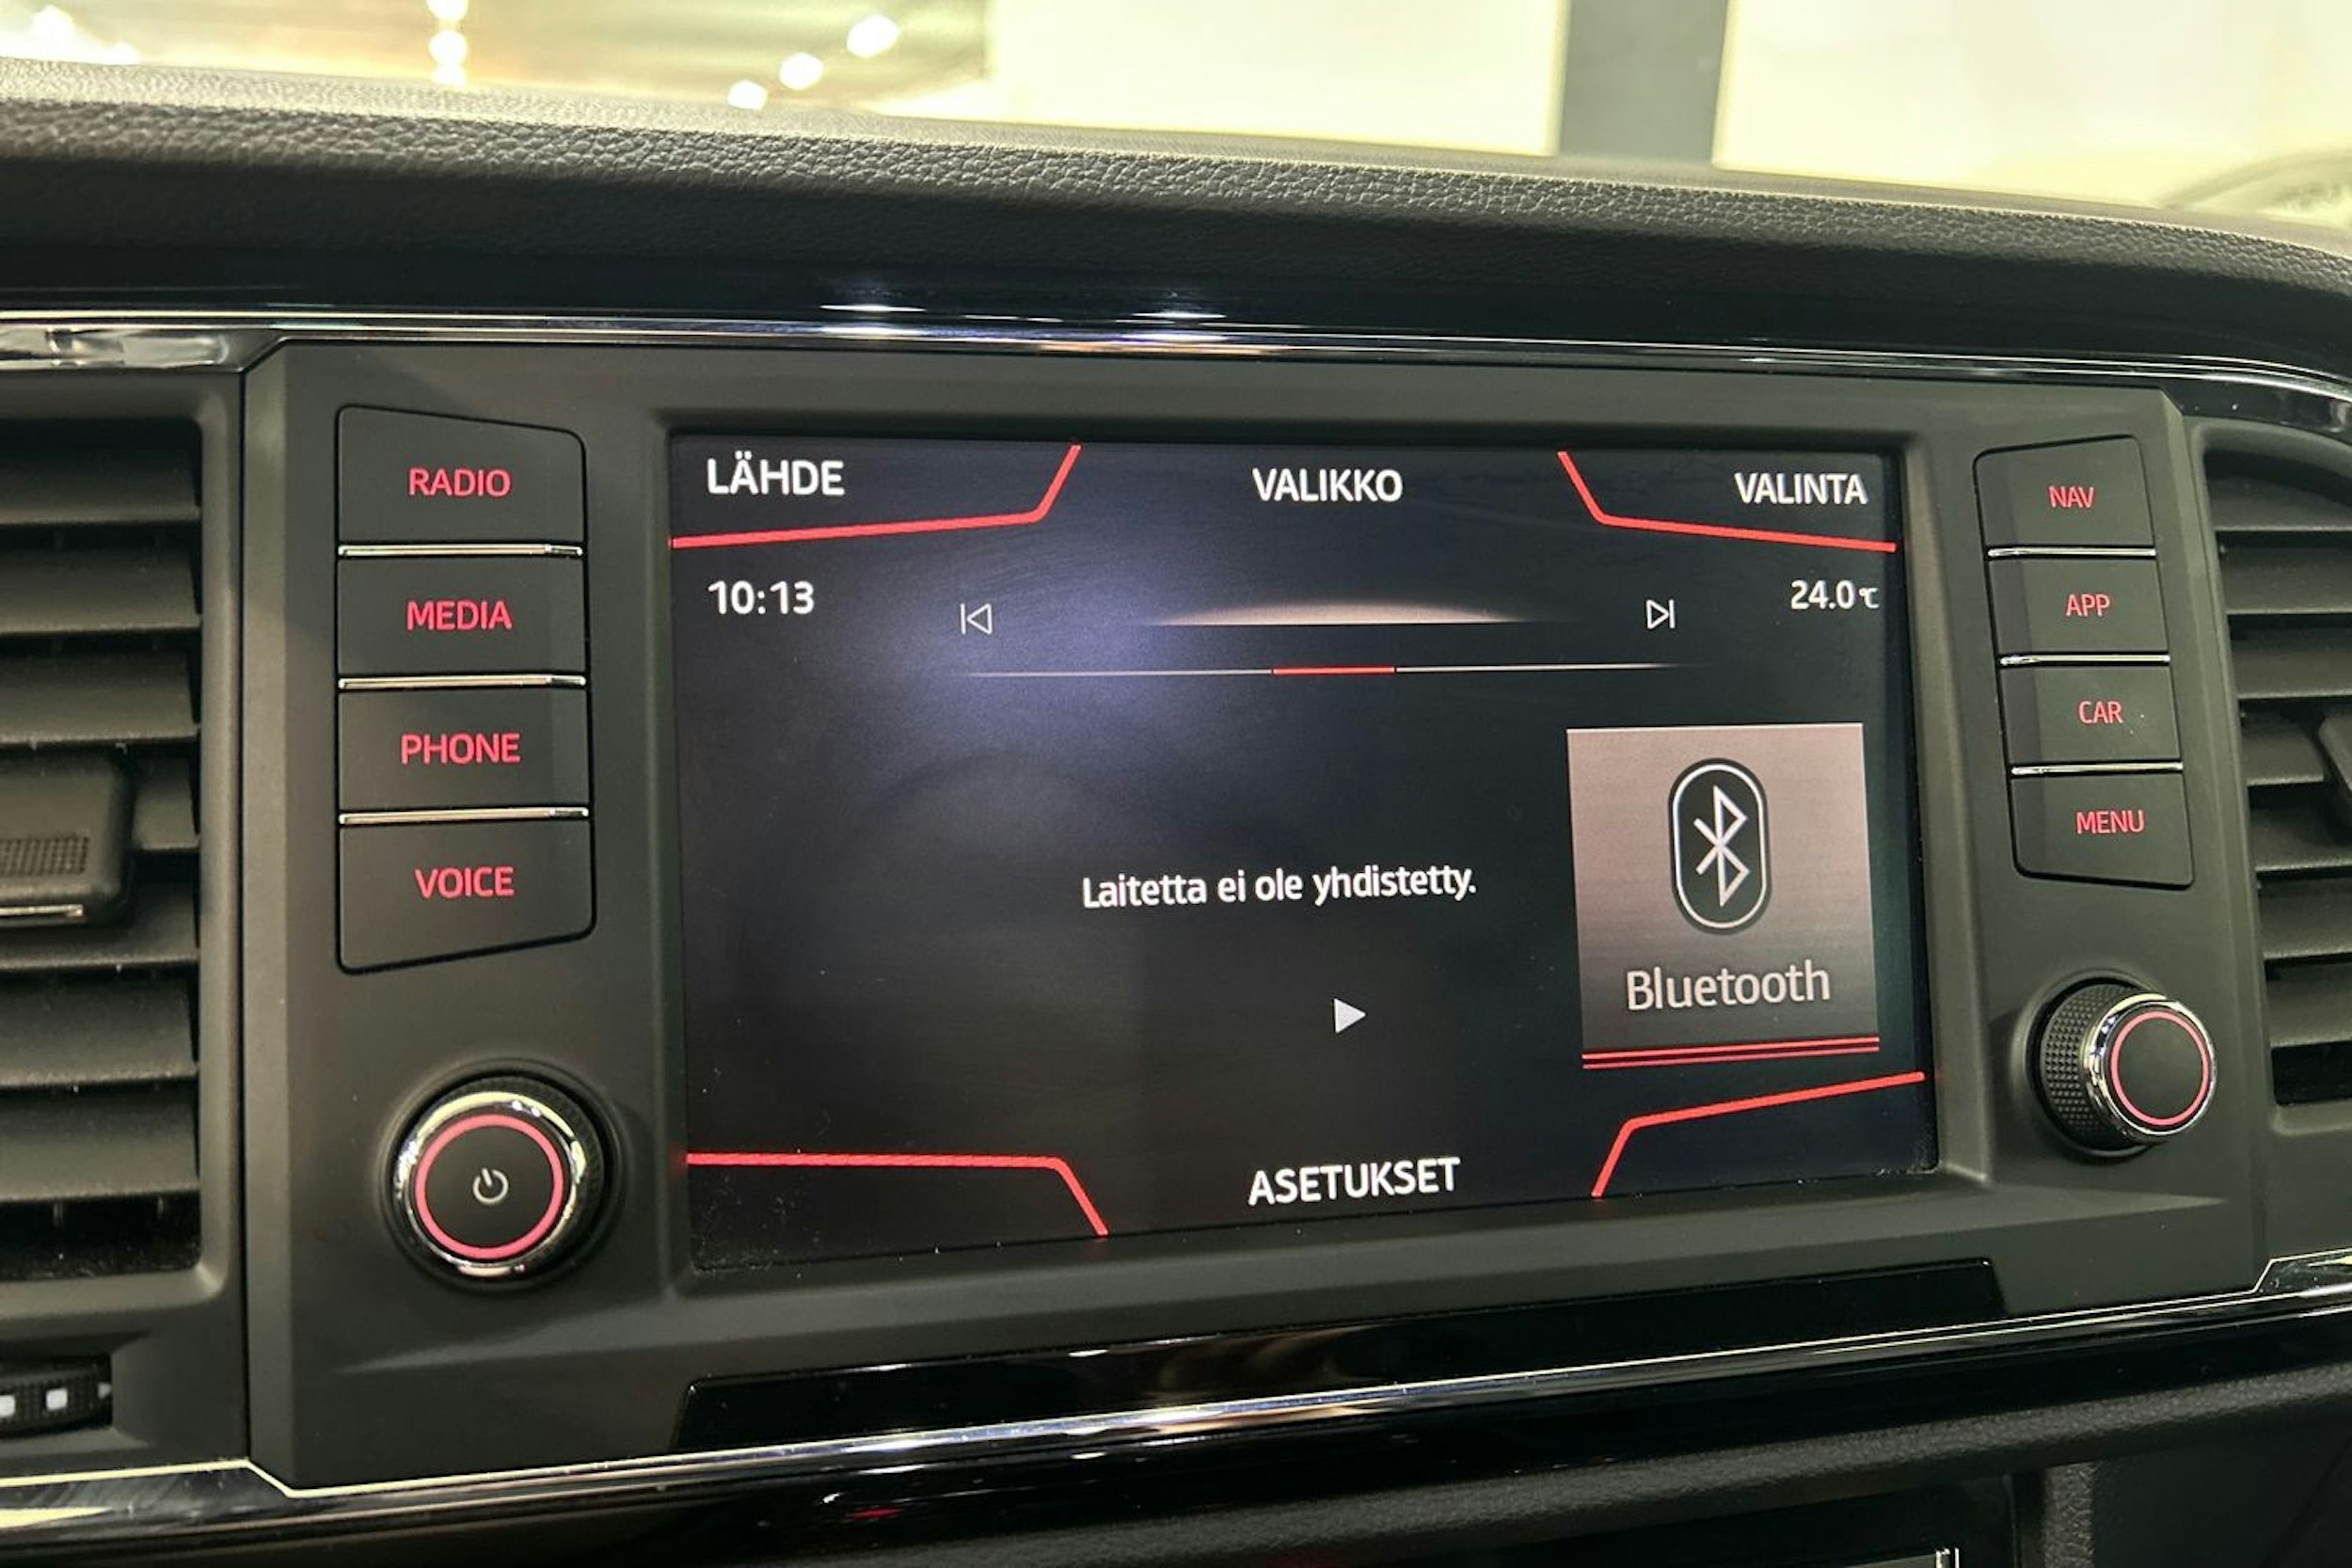 RADIO
MEDIA
PHONE
VOICE
LÄHDE
VALIKKO
VALINTA
10:13
24.0 °C
Laitetta ei ole yhdistetty.
Bluetooth
ASETUKSET
NAV
APP
CAR
MENU